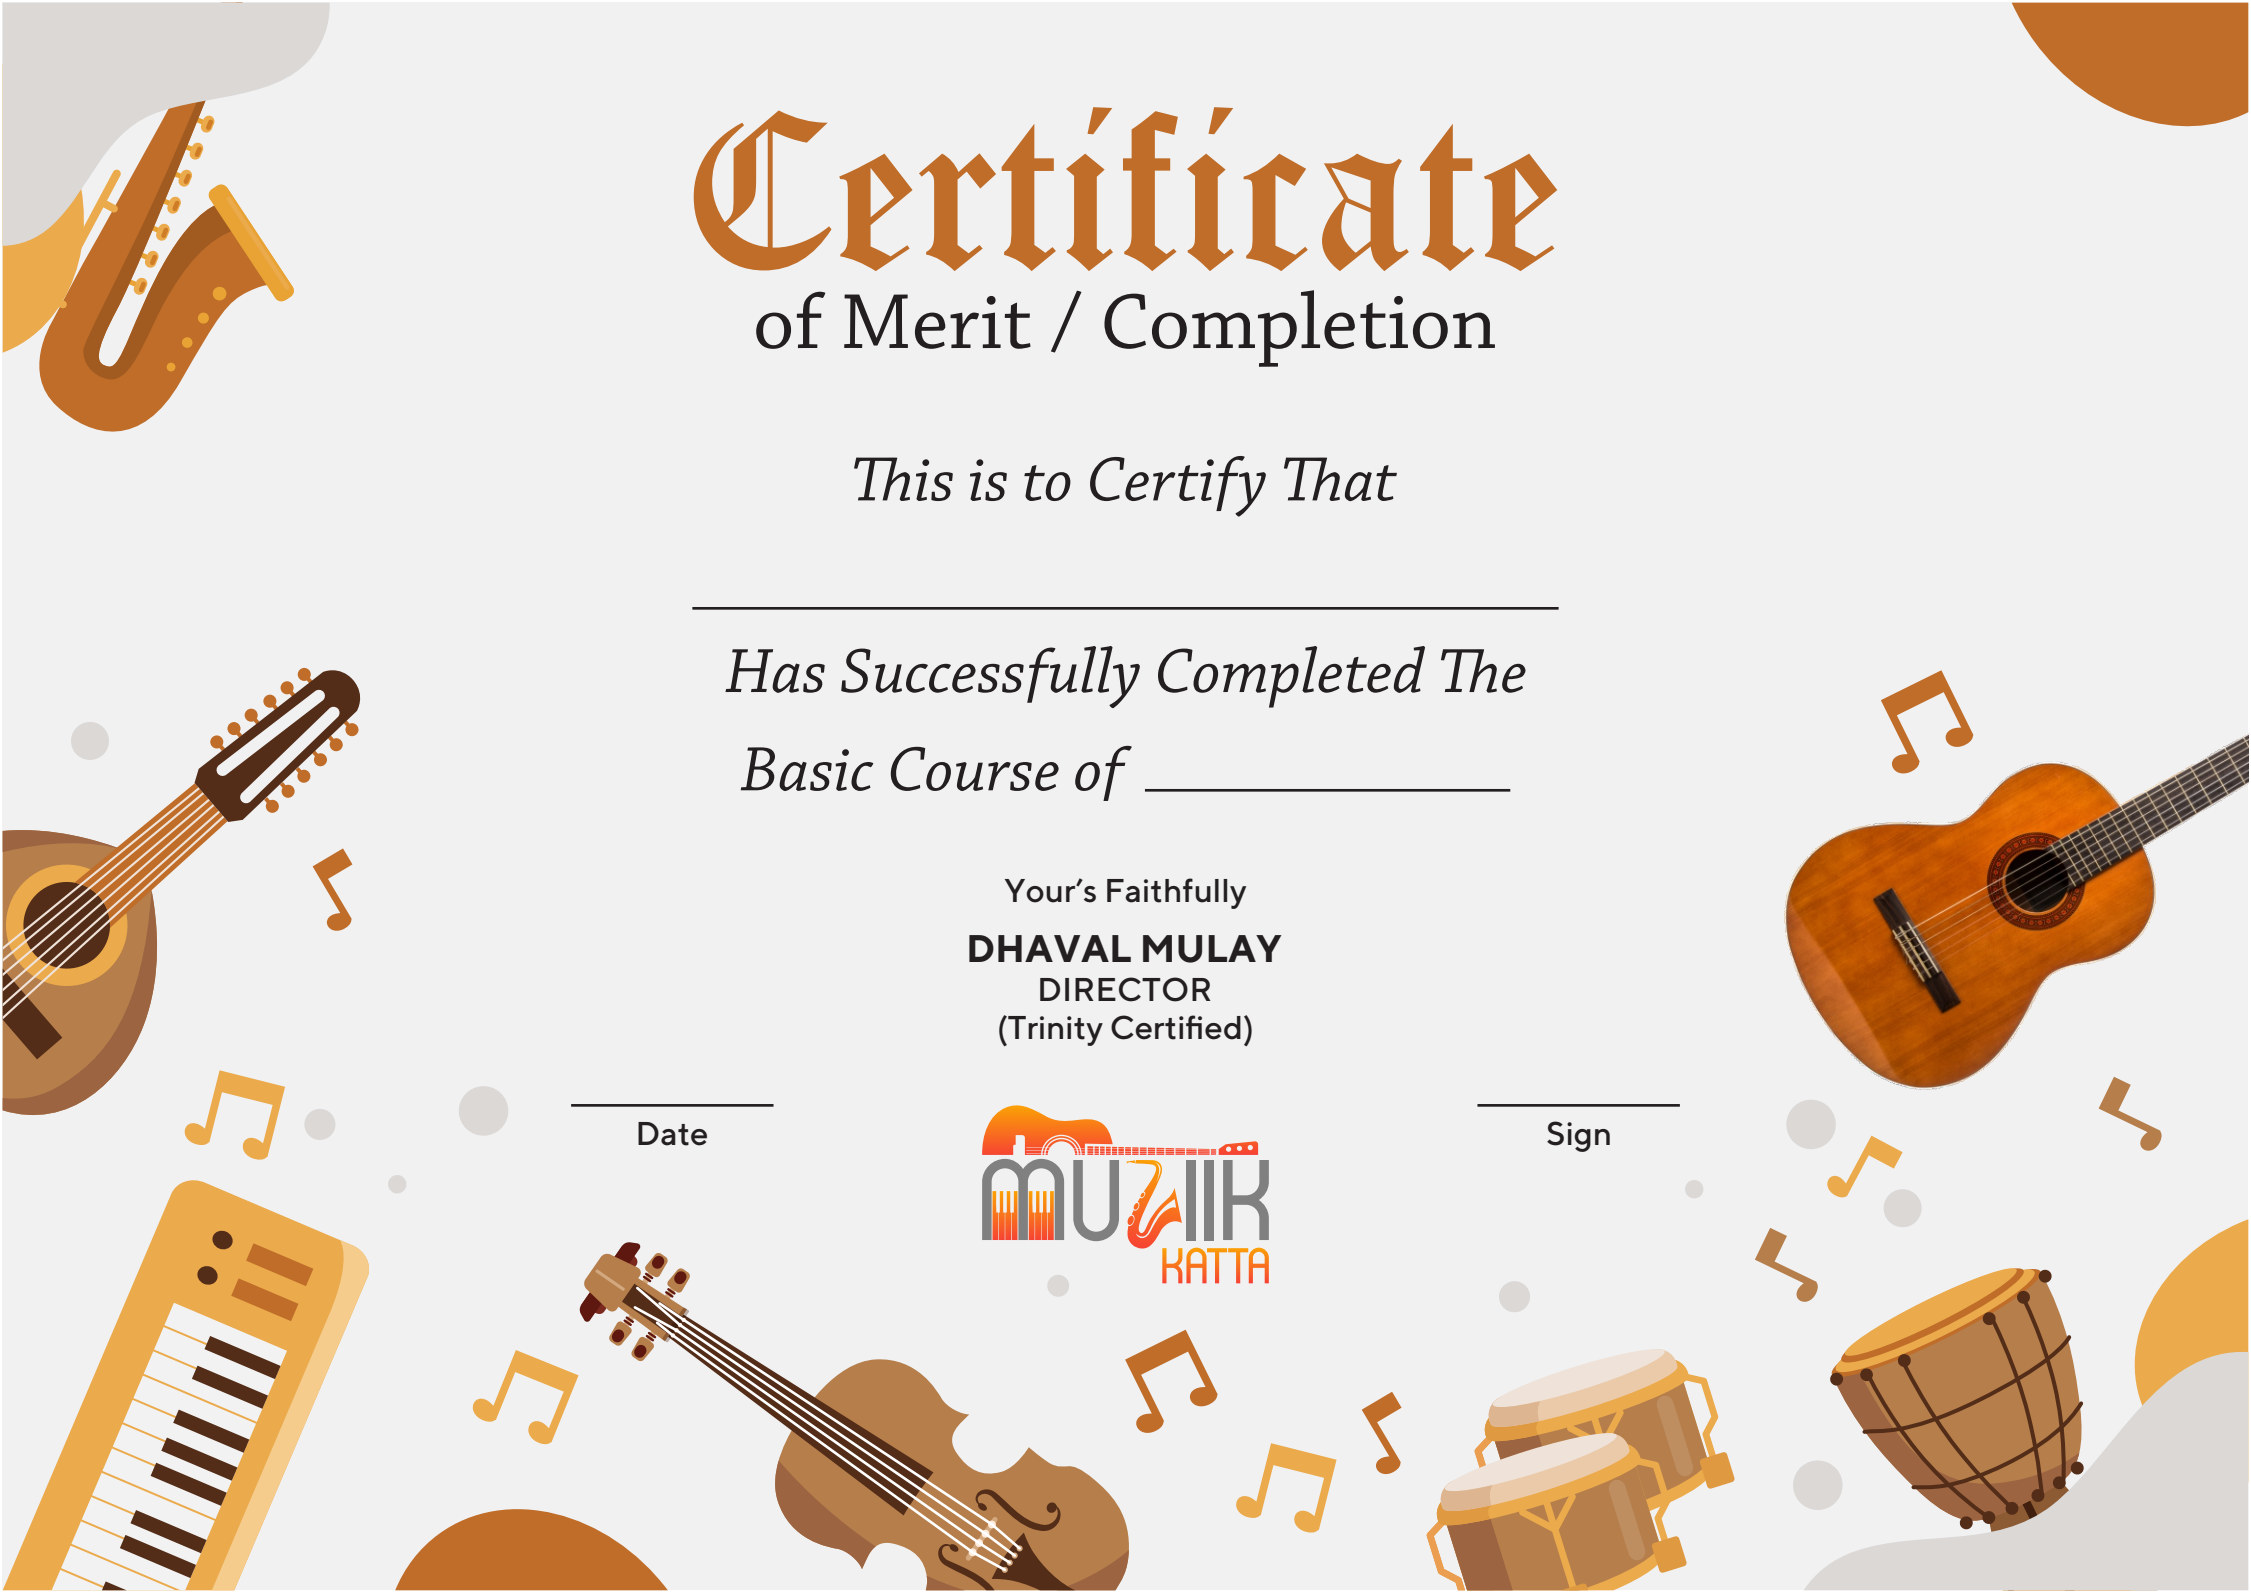 Certificate
of Merit / Completion
This is to Certify That
Has Successfully Completed The
Basic Course of
Your's Faithfully
DHAVAL MULAY
DIRECTOR
(Trinity Certified)
Date
Sign
MUZIIK
KATTA